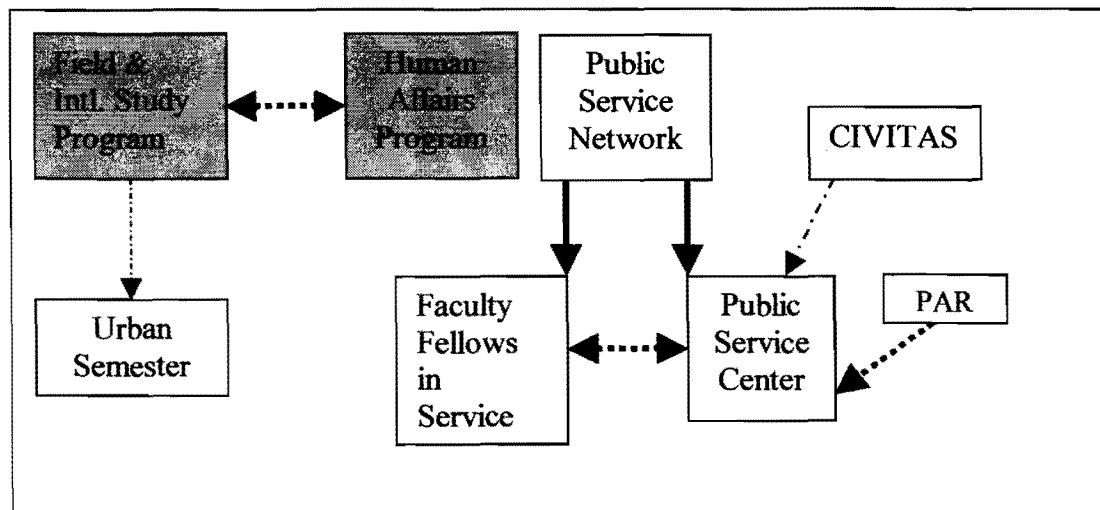 Field &
Intl. Study
Program
Human
Affairs
Program
Public
Service
Network
CIVITAS
Urban
Semester
Faculty
Fellows
in
Service
Public
Service
Center
PAR